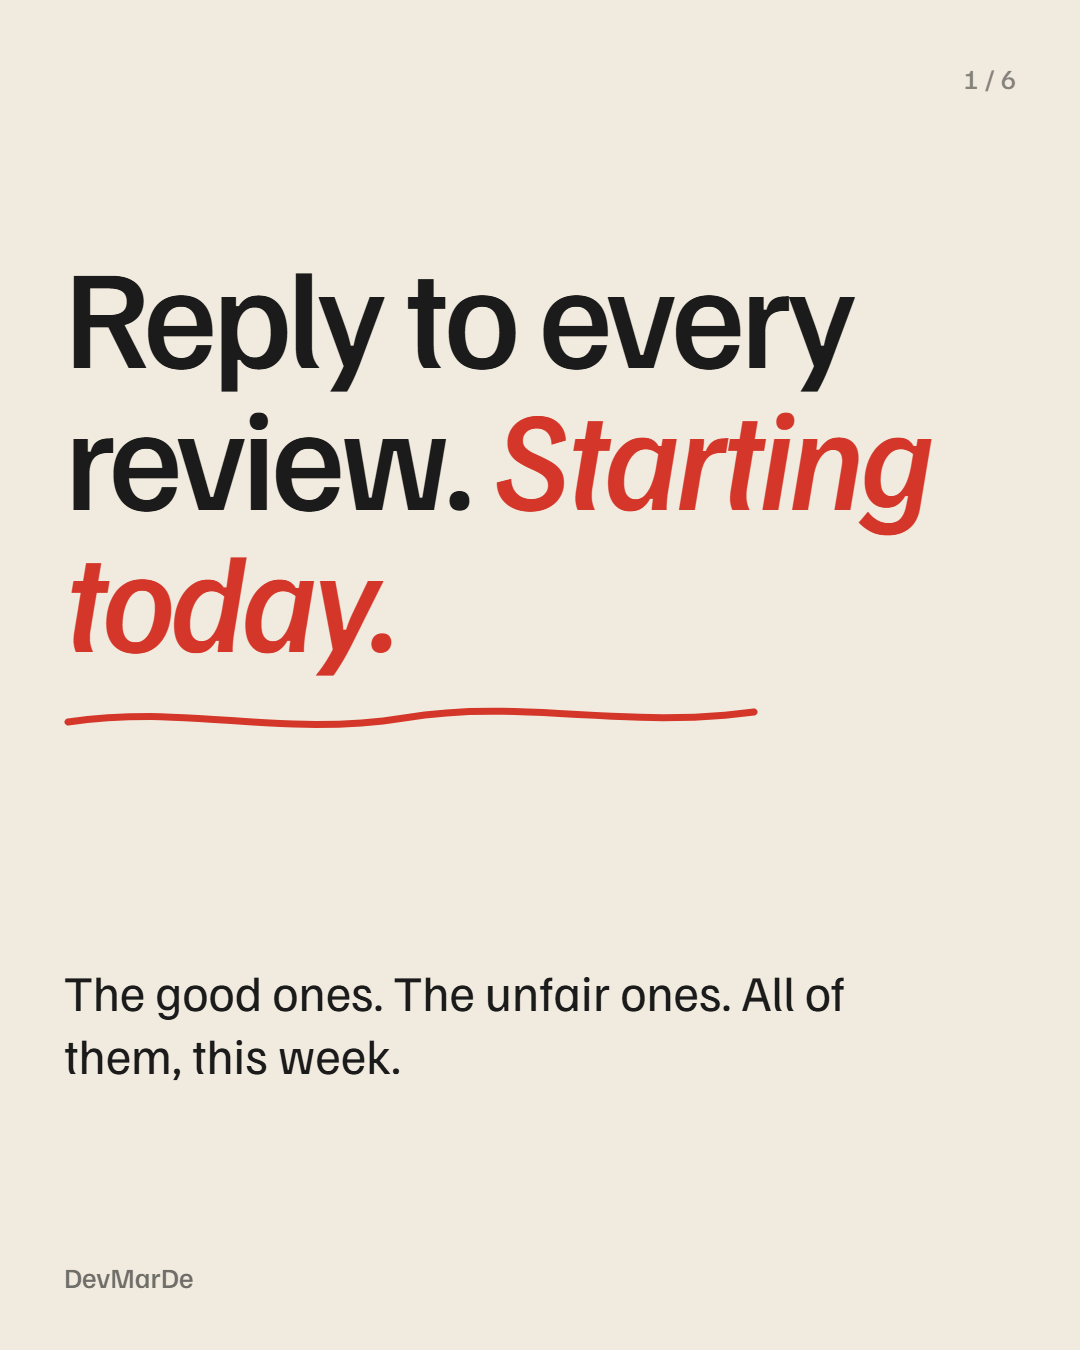 1 / 6
Reply to every
review. Starting
today.
The good ones. The unfair ones. All of
them, this week.
DevMarDe